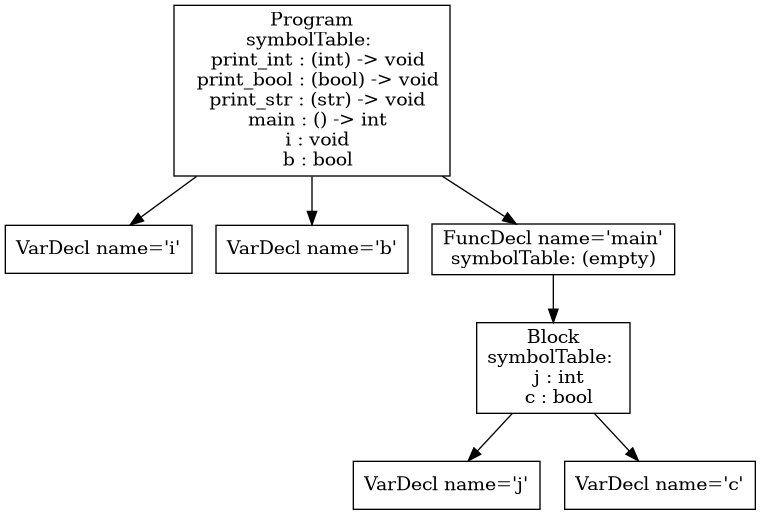 Program
symbolTable:
print_int : (int) -> void
print_bool : (bool) -> void
print_str : (str) -> void
main : () -> int
i : void
b : bool
VarDecl name='i'
VarDecl name='b'
FuncDecl name='main'
symbolTable: (empty)
Block
symbolTable:
j : int
c : bool
VarDecl name='j'
VarDecl name='c'